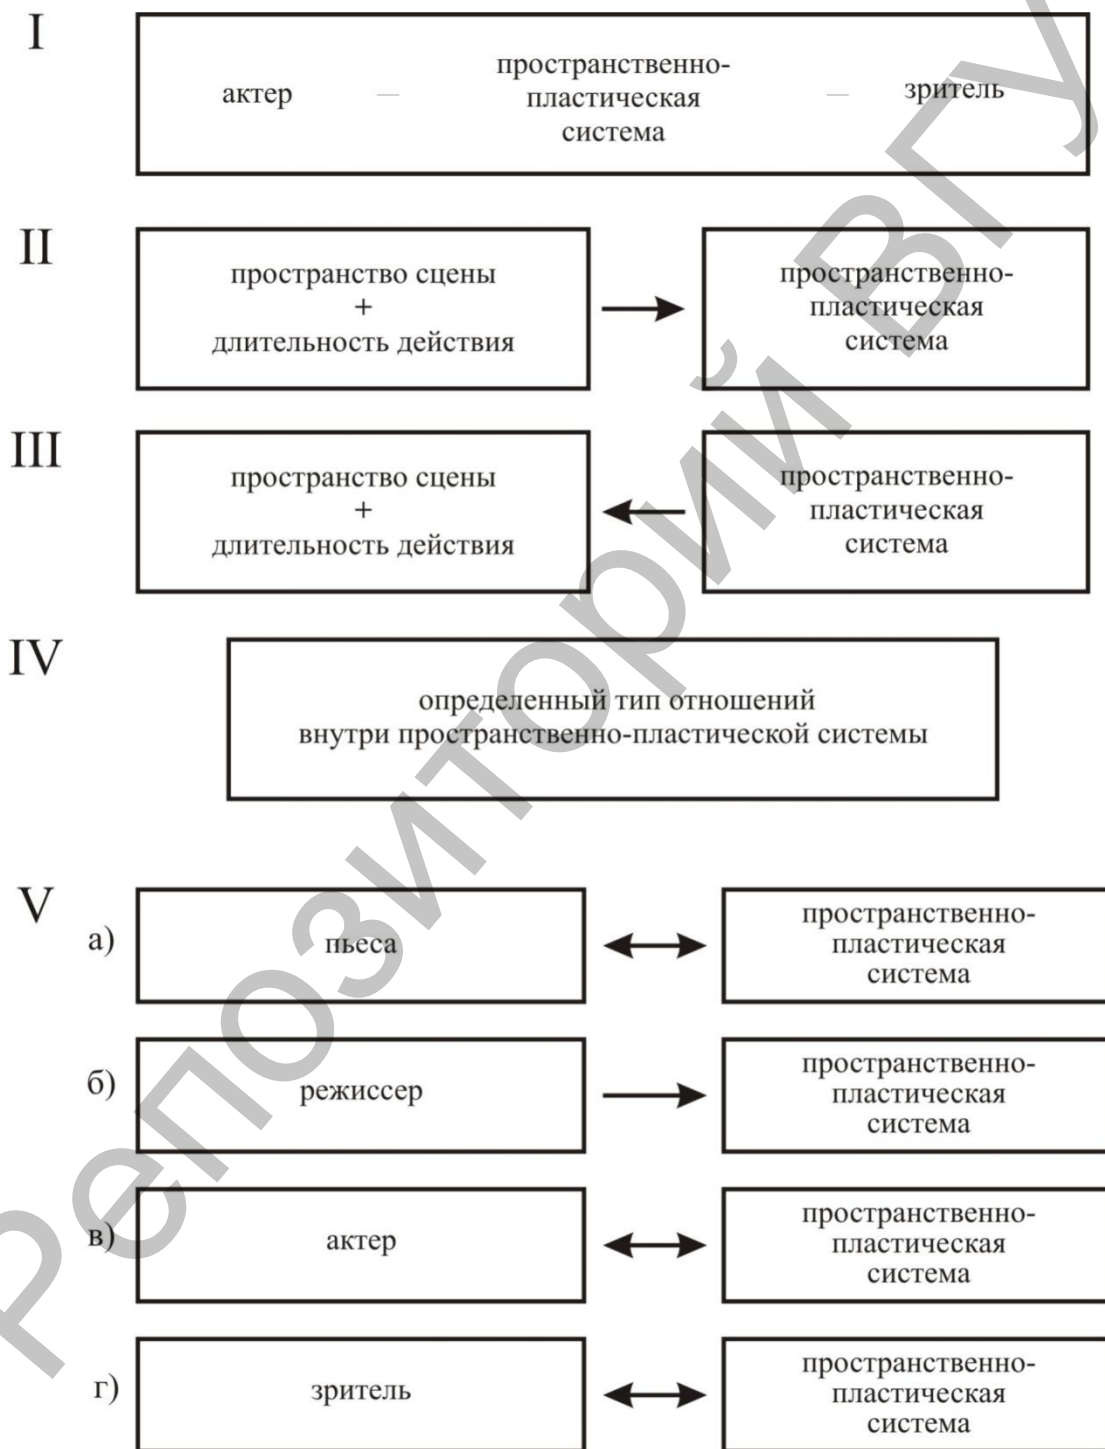 I
актер — пространственно- — зритель
пластическая
система
II
пространство сцены
+
длительность действия
пространственно-
пластическая
система
III
пространство сцены
+
длительность действия
пространственно-
пластическая
система
IV
определенный тип отношений
внутри пространственно-пластической системы
V
а)
пьеса
пространственно-
пластическая
система
б)
режиссер
пространственно-
пластическая
система
в)
актер
пространственно-
пластическая
система
г)
зритель
пространственно-
пластическая
система
Репозиторий ВГУ